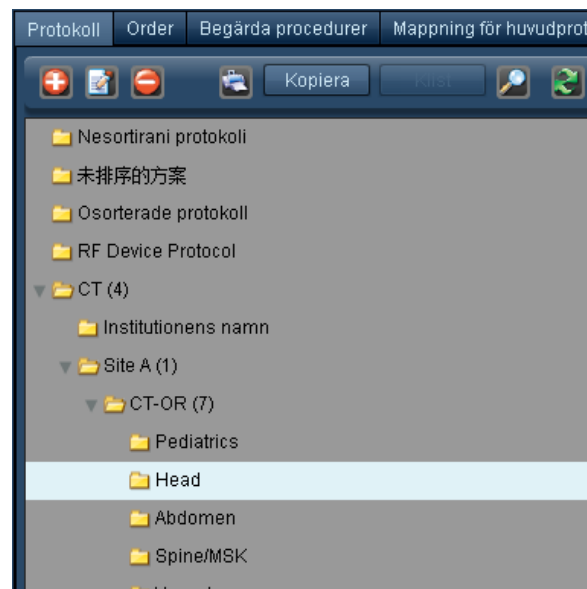 Protokoll Order Begärda procedurer Mappning för huvudprot
Kopiera
Nesortirani protokoli
未排序的方案
Osorterade protokoll
RF Device Protocol
CT (4)
Institutionens namn
Site A (1)
CT-OR (7)
Pediatrics
Head
Abdomen
Spine/MSK